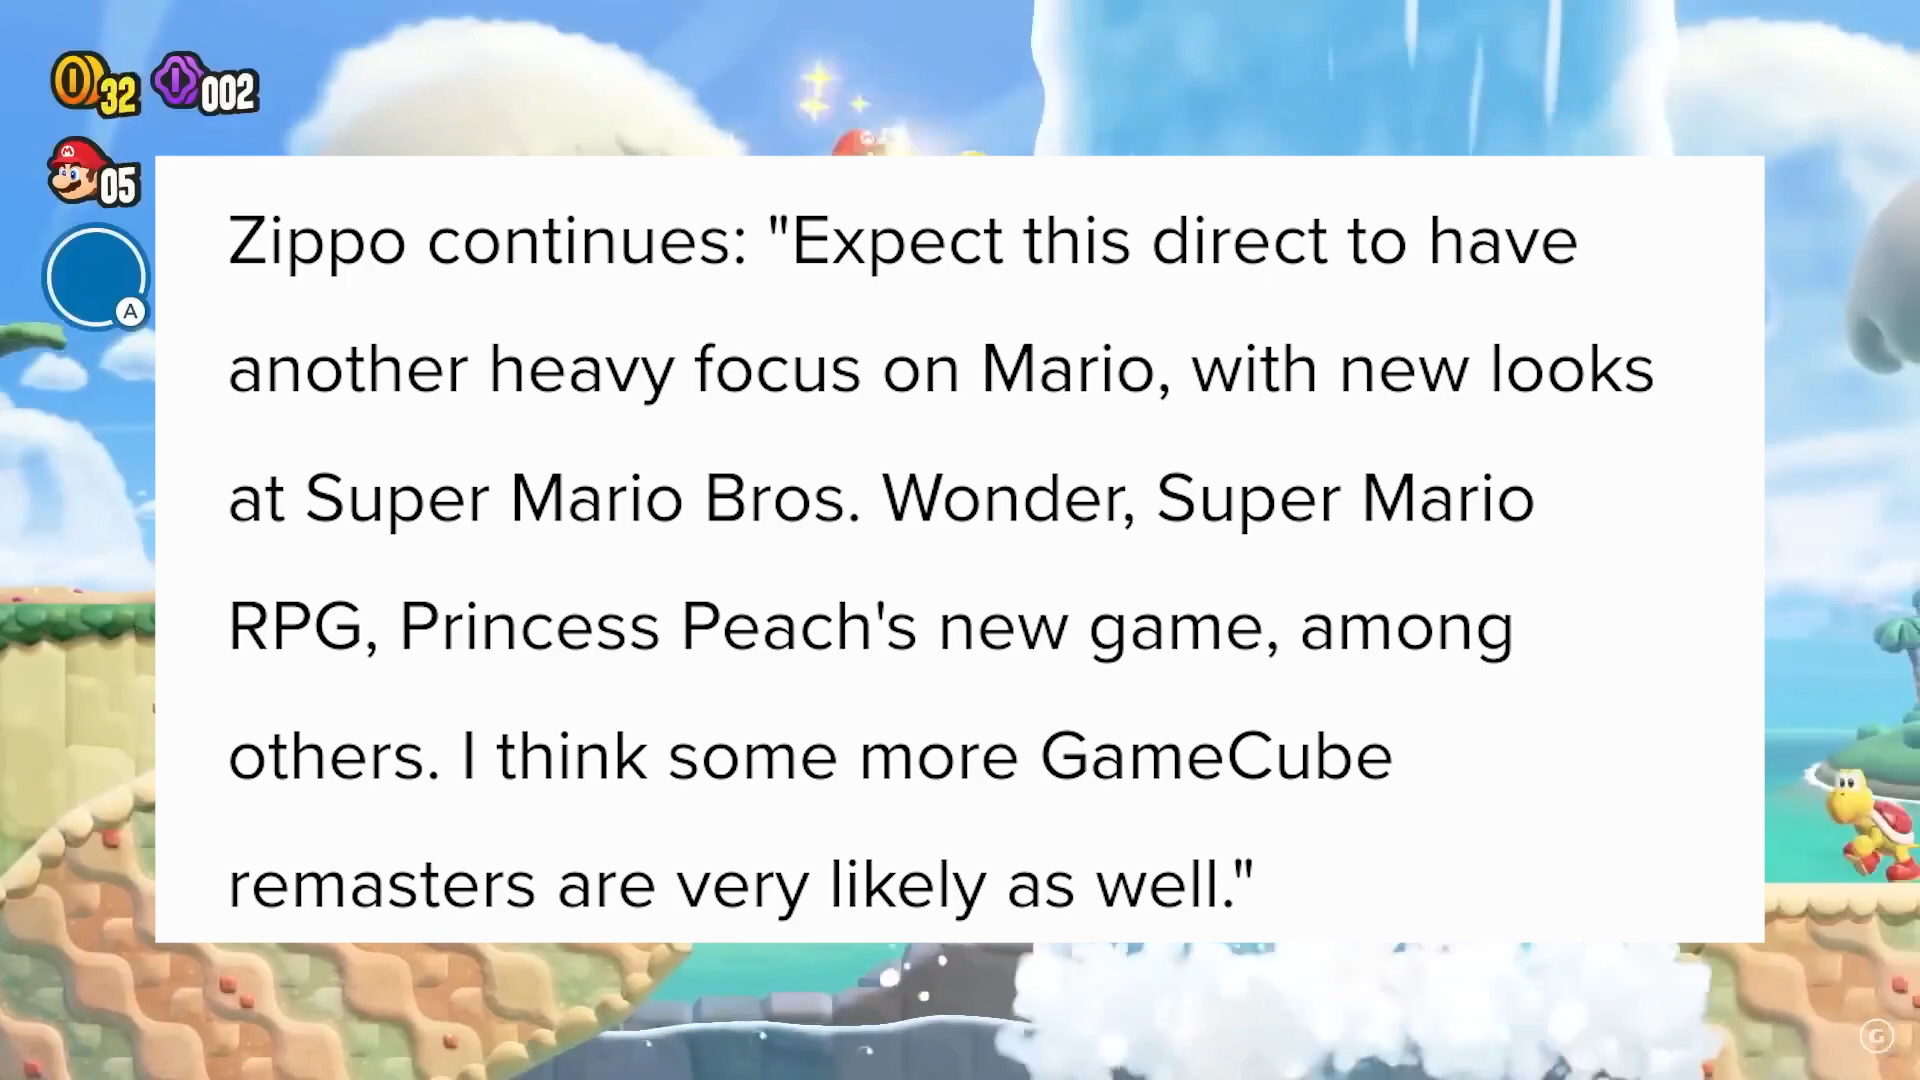 32 002
05
A
Zippo continues: "Expect this direct to have
another heavy focus on Mario, with new looks
at Super Mario Bros. Wonder, Super Mario
RPG, Princess Peach's new game, among
others. I think some more GameCube
remasters are very likely as well."
G